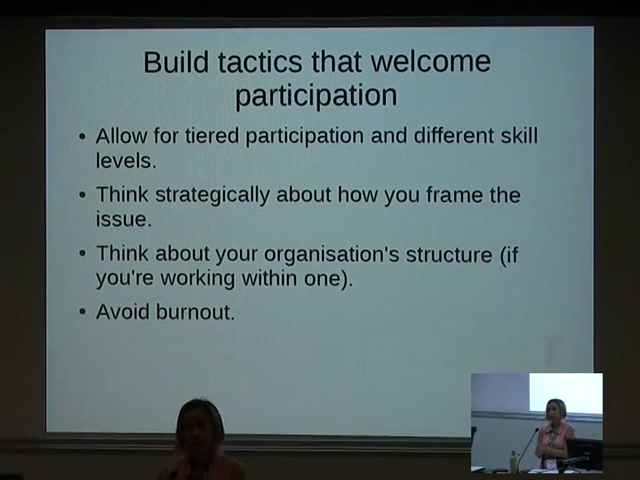 Build tactics that welcome
participation
• Allow for tiered participation and different skill
levels.
• Think strategically about how you frame the
issue.
• Think about your organisation's structure (if
you're working within one).
• Avoid burnout.